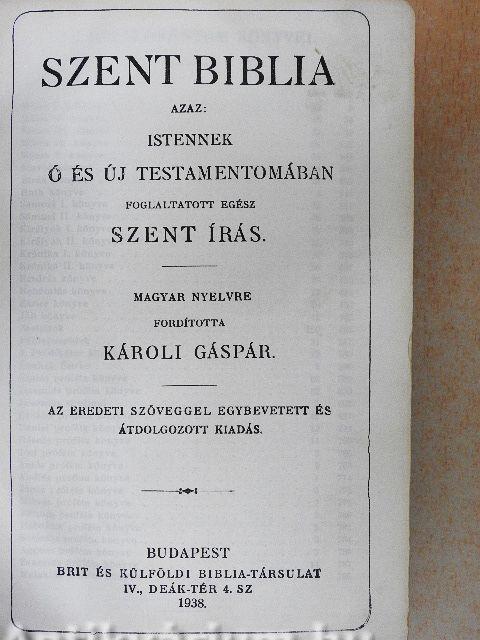 SZENT BIBLIA
AZAZ:
ISTENNEK
Ó ÉS ÚJ TESTAMENTOMÁBAN
FOGLALTATOTT EGÉSZ
SZENT ÍRÁS.
MAGYAR NYELVRE
FORDÍTOTTA
KÁROLI GÁSPÁR.
AZ EREDETI SZÖVEGGEL EGYBEVETETT ÉS
ÁTDOLGOZOTT KIADÁS.
BUDAPEST
BRIT ÉS KÜLFÖLDI BIBLIA-TÁRSULAT
IV., DEÁK-TÉR 4. SZ
1938.